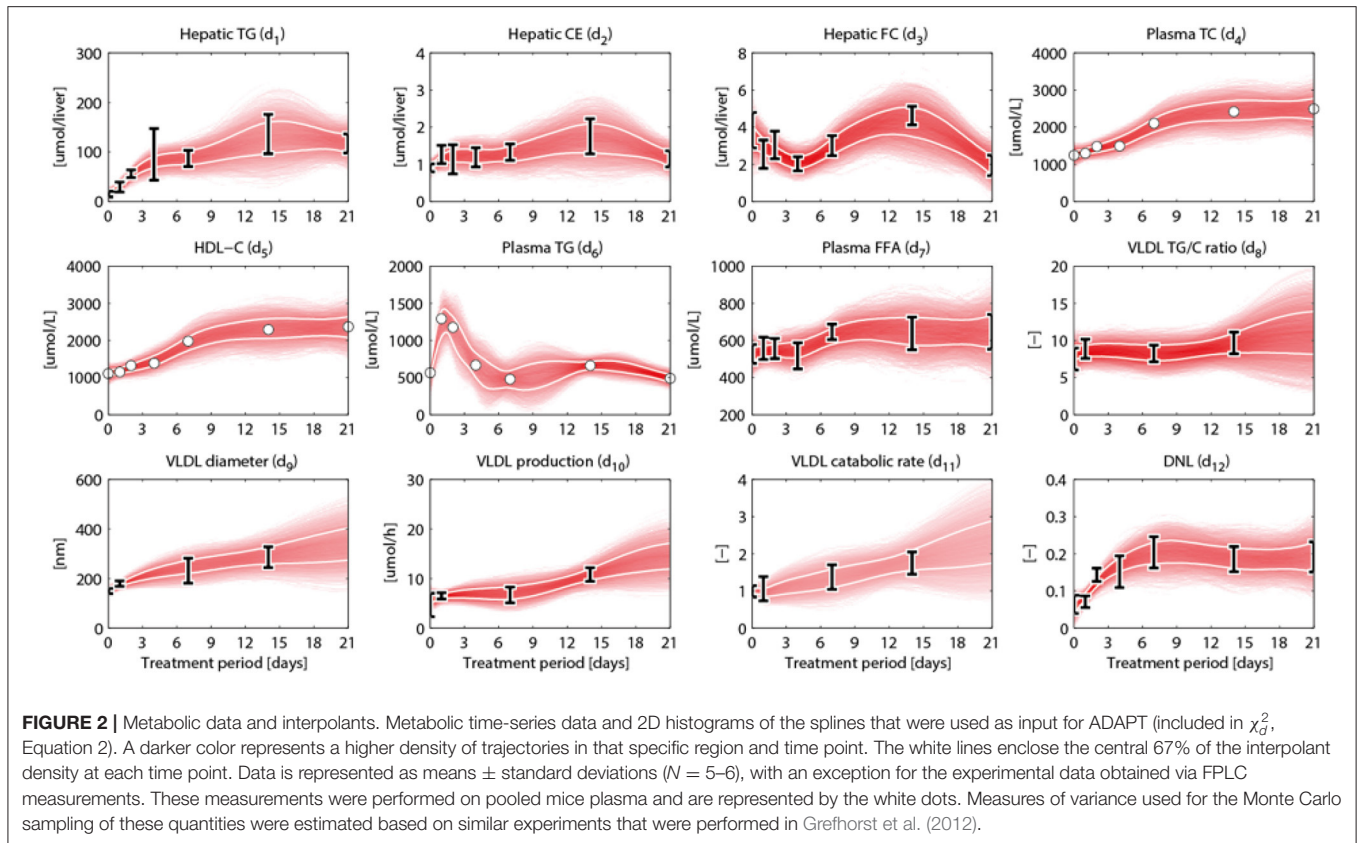 Hepatic TG (d1)
Hepatic CE (d2)
Hepatic FC (d3)
Plasma TC (d4)
300
200
100
0
[umol/liver]
0 3 6 9 12 15 18 21
4
3
2
1
0
[umol/liver]
0 3 6 9 12 15 18 21
8
6
4
2
0
[umol/liver]
0 3 6 9 12 15 18 21
4000
3000
2000
1000
0
[umol/L]
0 3 6 9 12 15 18 21
HDL−C (d5)
Plasma TG (d6)
Plasma FFA (d7)
VLDL TG/C ratio (d8)
4000
3000
2000
1000
0
[umol/L]
0 3 6 9 12 15 18 21
2000
1500
1000
500
0
[umol/L]
0 3 6 9 12 15 18 21
1000
800
600
400
200
[umol/L]
0 3 6 9 12 15 18 21
20
15
10
5
0
[−]
0 3 6 9 12 15 18 21
VLDL diameter (d9)
VLDL production (d10)
VLDL catabolic rate (d11)
DNL (d12)
600
400
200
0
[nm]
0 3 6 9 12 15 18 21
Treatment period [days]
30
20
10
0
[umol/h]
0 3 6 9 12 15 18 21
Treatment period [days]
4
3
2
1
0
[−]
0 3 6 9 12 15 18 21
Treatment period [days]
0.4
0.3
0.2
0.1
0
[−]
0 3 6 9 12 15 18 21
Treatment period [days]
FIGURE 2 | Metabolic data and interpolants. Metabolic time-series data and 2D histograms of the splines that were used as input for ADAPT (included in χ²d,
Equation 2). A darker color represents a higher density of trajectories in that specific region and time point. The white lines enclose the central 67% of the interpolant
density at each time point. Data is represented as means ± standard deviations (N = 5–6), with an exception for the experimental data obtained via FPLC
measurements. These measurements were performed on pooled mice plasma and are represented by the white dots. Measures of variance used for the Monte Carlo
sampling of these quantities were estimated based on similar experiments that were performed in Grefhorst et al. (2012).